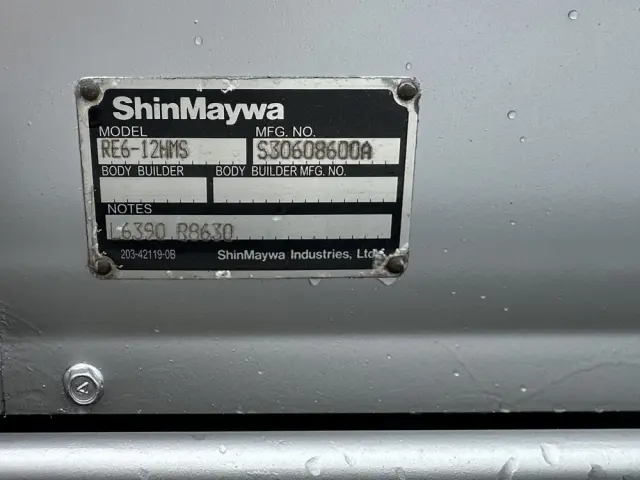 ShinMaywa
MODEL MFG. NO.
RE6-12HMS S30608600A
BODY BUILDER BODY BUILDER MFG. NO.
NOTES
L6390 R8630
203-42119-0B ShinMaywa Industries, Ltd.